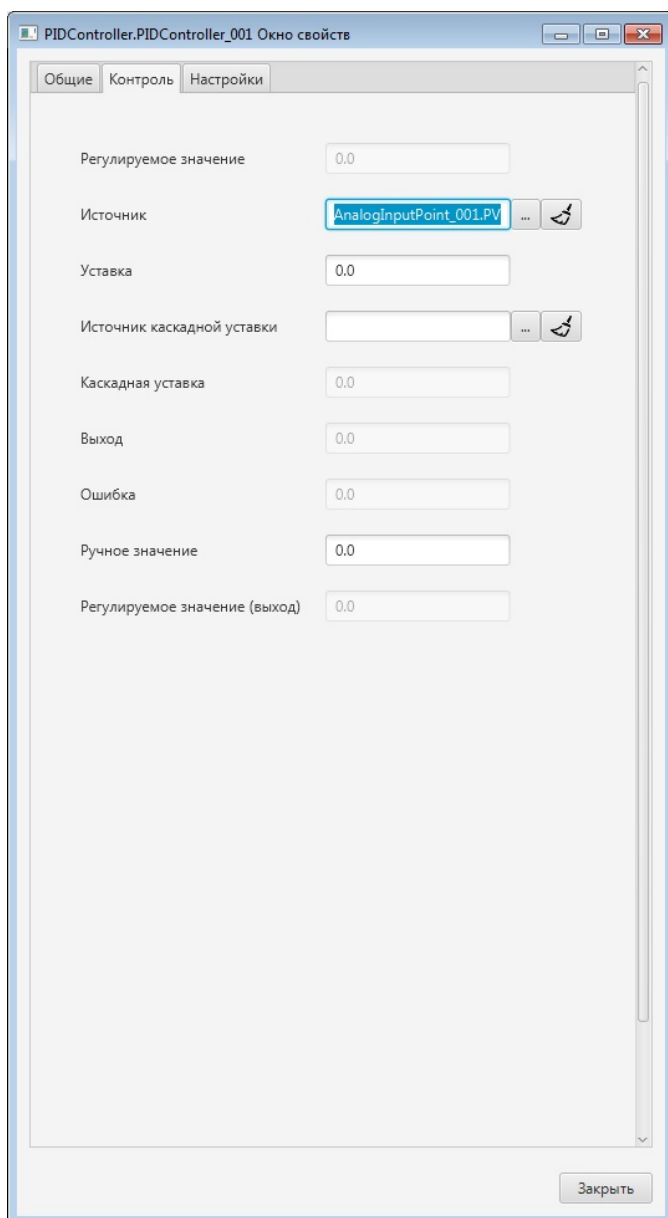 PIDController.PIDController_001 Окно свойств
Общие Контроль Настройки
Регулируемое значение 0.0
Источник AnalogInputPoint_001.PV ...
Уставка 0.0
Источник каскадной уставки ...
Каскадная уставка 0.0
Выход 0.0
Ошибка 0.0
Ручное значение 0.0
Регулируемое значение (выход) 0.0
Закрыть